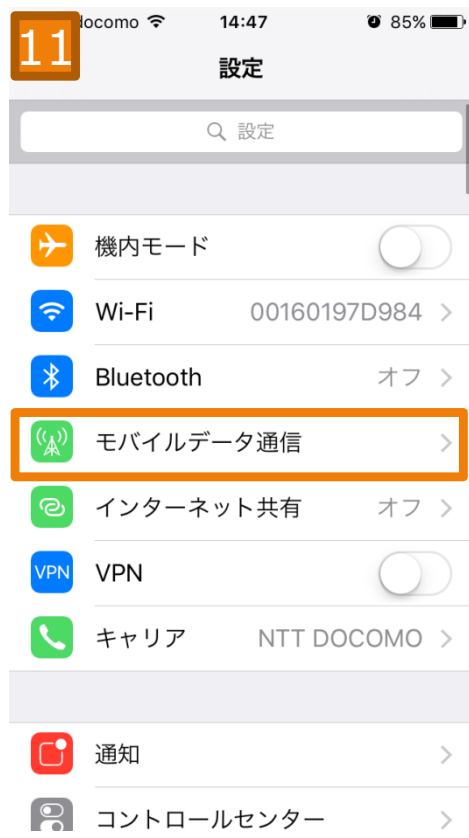 11
docomo 14:47 85%
設定
設定
機内モード
Wi-Fi 00160197D984
Bluetooth オフ
モバイルデータ通信
インターネット共有 オフ
VPN VPN
キャリア NTT DOCOMO
通知
コントロールセンター